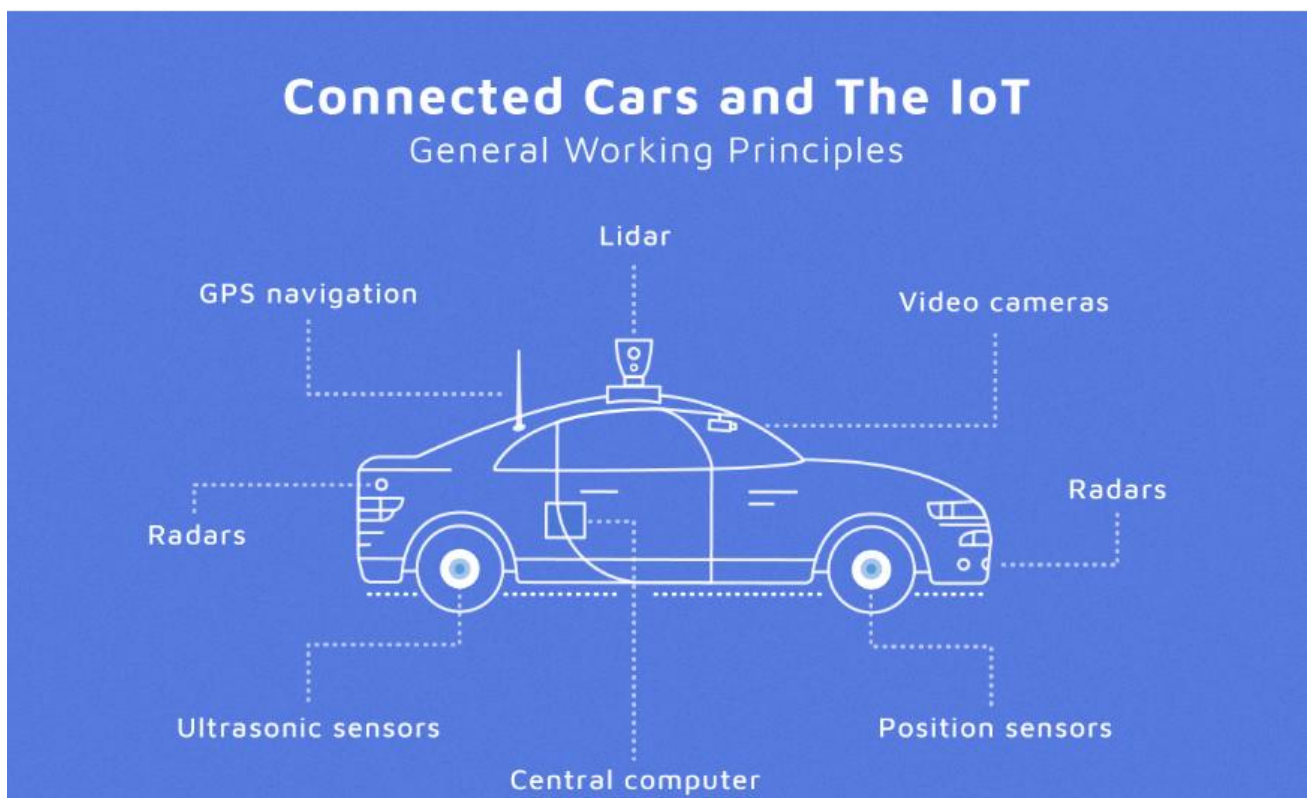 Connected Cars and The IoT
General Working Principles
Lidar
GPS navigation
Video cameras
Radars
Radars
Ultrasonic sensors
Position sensors
Central computer